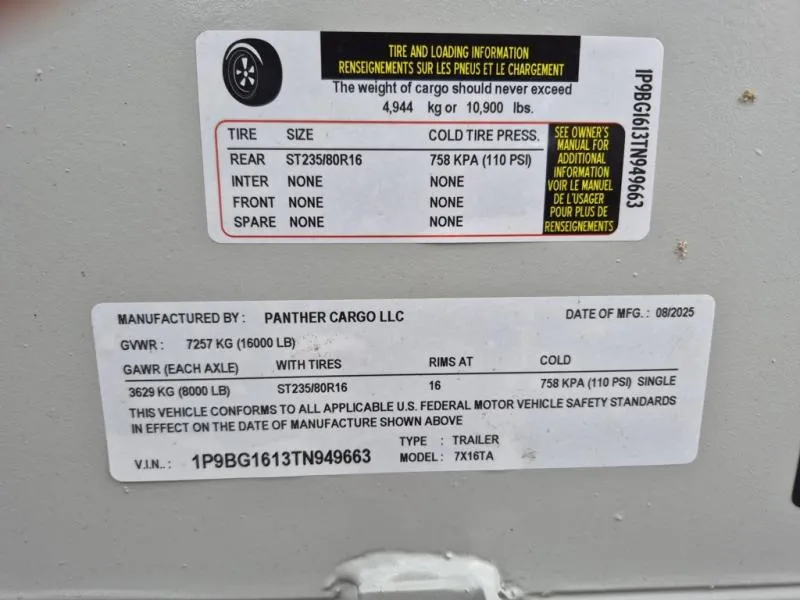 TIRE AND LOADING INFORMATION
RENSEIGNEMENTS SUR LES PNEUS ET LE CHARGEMENT
The weight of cargo should never exceed
4,944 kg or 10,900 lbs.
TIRE SIZE COLD TIRE PRESS.
REAR ST235/80R16 758 KPA (110 PSI)
INTER NONE NONE
FRONT NONE NONE
SPARE NONE NONE
SEE OWNER'S
MANUAL FOR
ADDITIONAL
INFORMATION
VOIR LE MANUEL
DE L'USAGER
POUR PLUS DE
RENSEIGNEMENTS
1P9BG1613TN949663
MANUFACTURED BY : PANTHER CARGO LLC DATE OF MFG. : 08/2025
GVWR : 7257 KG (16000 LB)
GAWR (EACH AXLE) WITH TIRES RIMS AT COLD
3629 KG (8000 LB) ST235/80R16 16 758 KPA (110 PSI) SINGLE
THIS VEHICLE CONFORMS TO ALL APPLICABLE U.S. FEDERAL MOTOR VEHICLE SAFETY STANDARDS
IN EFFECT ON THE DATE OF MANUFACTURE SHOWN ABOVE
TYPE : TRAILER
V.I.N.. : 1P9BG1613TN949663 MODEL : 7X16TA